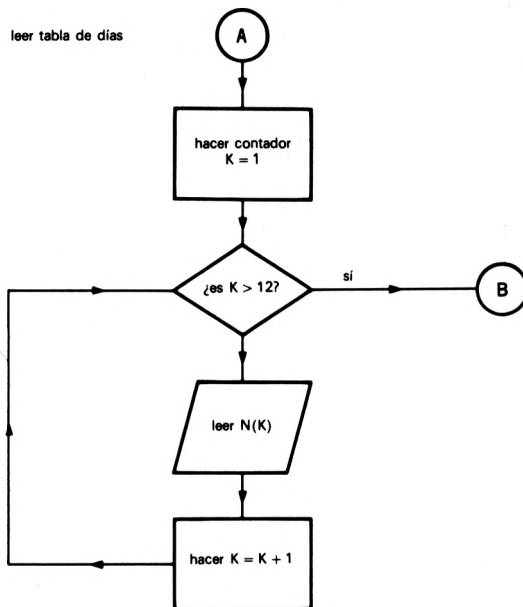 leer tabla de días
A
hacer contador
K = 1
¿es K > 12?
sí
B
leer N(K)
hacer K = K + 1